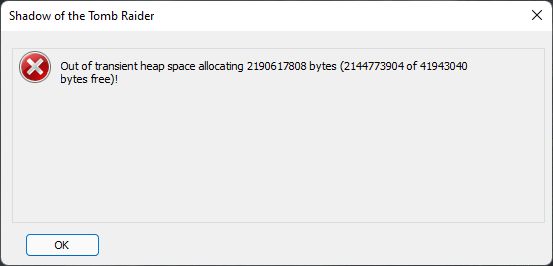 Shadow of the Tomb Raider
Out of transient heap space allocating 2190617808 bytes (2144773904 of 41943040
bytes free)!
OK